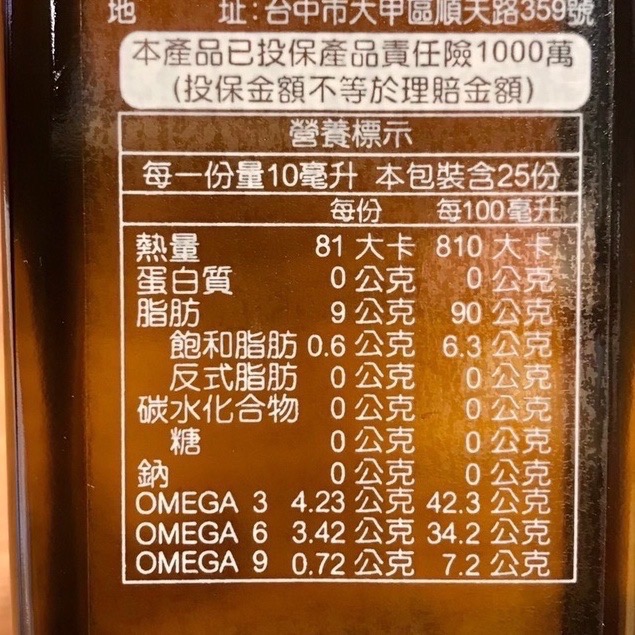 地 址:台中市大甲區順天路359號
本產品已投保產品責任險1000萬
(投保金額不等於理賠金額)
營養標示
每一份量10毫升 本包裝含25份
每份 每100毫升
熱量 81 大卡 810 大卡
蛋白質 0 公克 0 公克
脂肪 9 公克 90 公克
飽和脂肪 0.6 公克 6.3 公克
反式脂肪 0 公克 0 公克
碳水化合物 0 公克 0 公克
糖 0 公克 0 公克
鈉 0 公克 0 公克
OMEGA 3 4.23 公克 42.3 公克
OMEGA 6 3.42 公克 34.2 公克
OMEGA 9 0.72 公克 7.2 公克